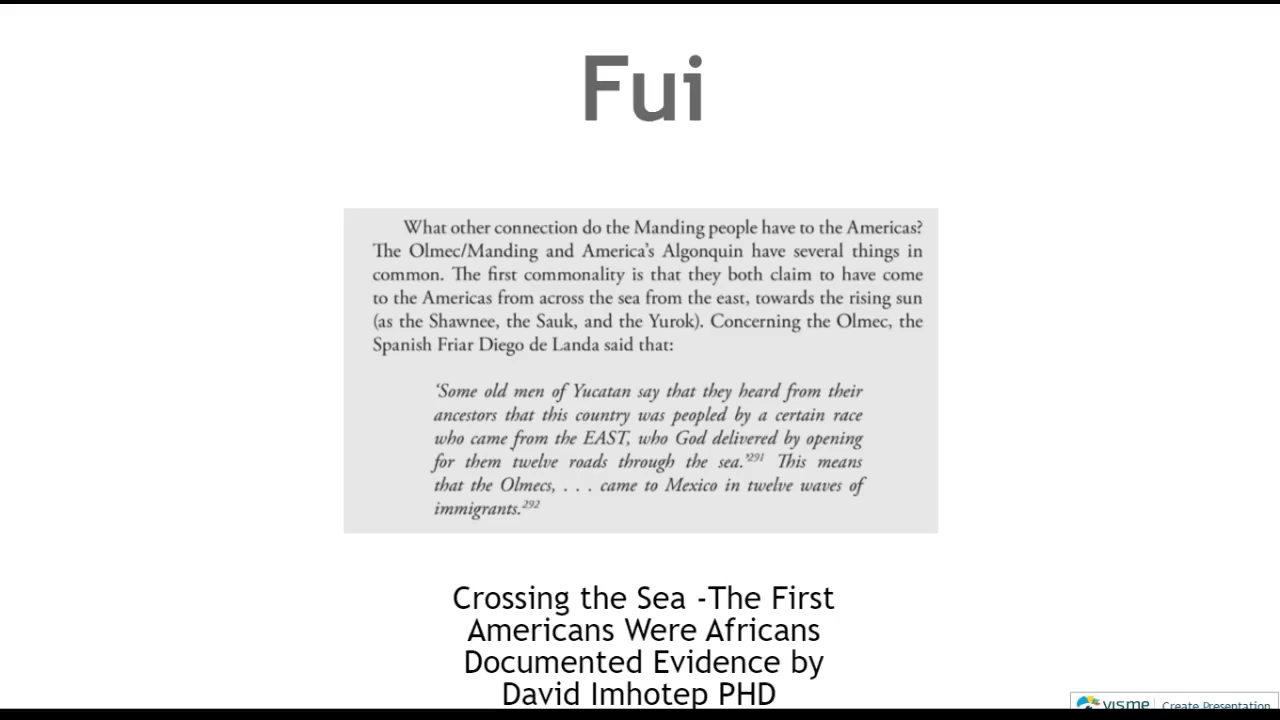 Fui
What other connection do the Manding people have to the Americas?
The Olmec/Manding and America's Algonquin have several things in
common. The first commonality is that they both claim to have come
to the Americas from across the sea from the east, towards the rising sun
(as the Shawnee, the Sauk, and the Yurok). Concerning the Olmec, the
Spanish Friar Diego de Landa said that:
'Some old men of Yucatan say that they heard from their
ancestors that this country was peopled by a certain race
who came from the EAST, who God delivered by opening
for them twelve roads through the sea.'291 This means
that the Olmecs, . . . came to Mexico in twelve waves of
immigrants.292
Crossing the Sea -The First
Americans Were Africans
Documented Evidence by
David Imhotep PHD
visme Create Presentation